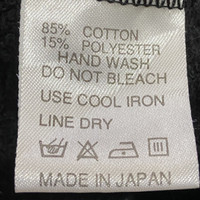 85% COTTON
15% POLYESTER
HAND WASH
DO NOT BLEACH
USE COOL IRON
LINE DRY
MADE IN JAPAN